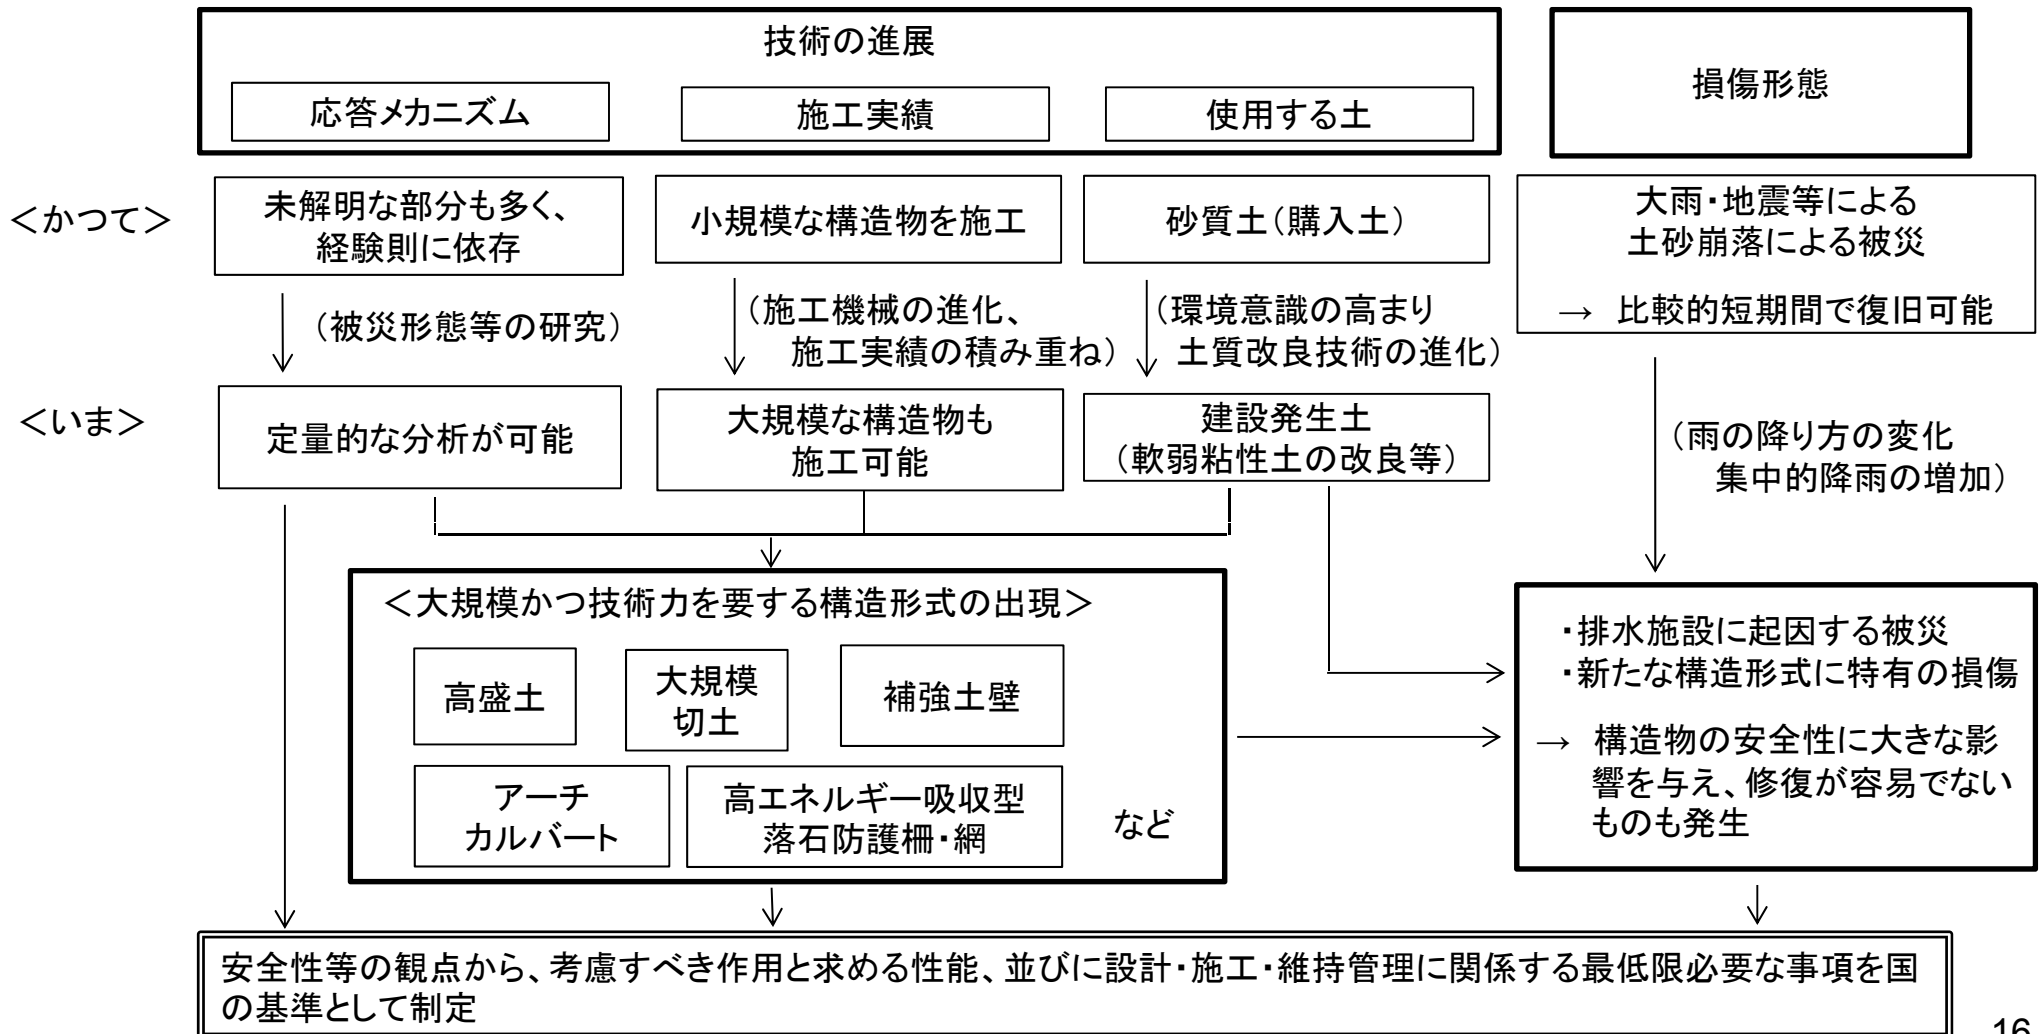 技術の進展
応答メカニズム
施工実績
使用する土
損傷形態
＜かつて＞
未解明な部分も多く、
経験則に依存
小規模な構造物を施工
砂質土（購入土）
大雨・地震等による
土砂崩落による被災
→ 比較的短期間で復旧可能
（被災形態等の研究）
（施工機械の進化、
施工実績の積み重ね）
（環境意識の高まり
土質改良技術の進化）
＜いま＞
定量的な分析が可能
大規模な構造物も
施工可能
建設発生土
（軟弱粘性土の改良等）
（雨の降り方の変化
集中的降雨の増加）
＜大規模かつ技術力を要する構造形式の出現＞
高盛土
大規模
切土
補強土壁
アーチ
カルバート
高エネルギー吸収型
落石防護柵・網
など
・排水施設に起因する被災
・新たな構造形式に特有の損傷
→ 構造物の安全性に大きな影
響を与え、修復が容易でない
ものも発生
安全性等の観点から、考慮すべき作用と求める性能、並びに設計・施工・維持管理に関係する最低限必要な事項を国
の基準として制定
16